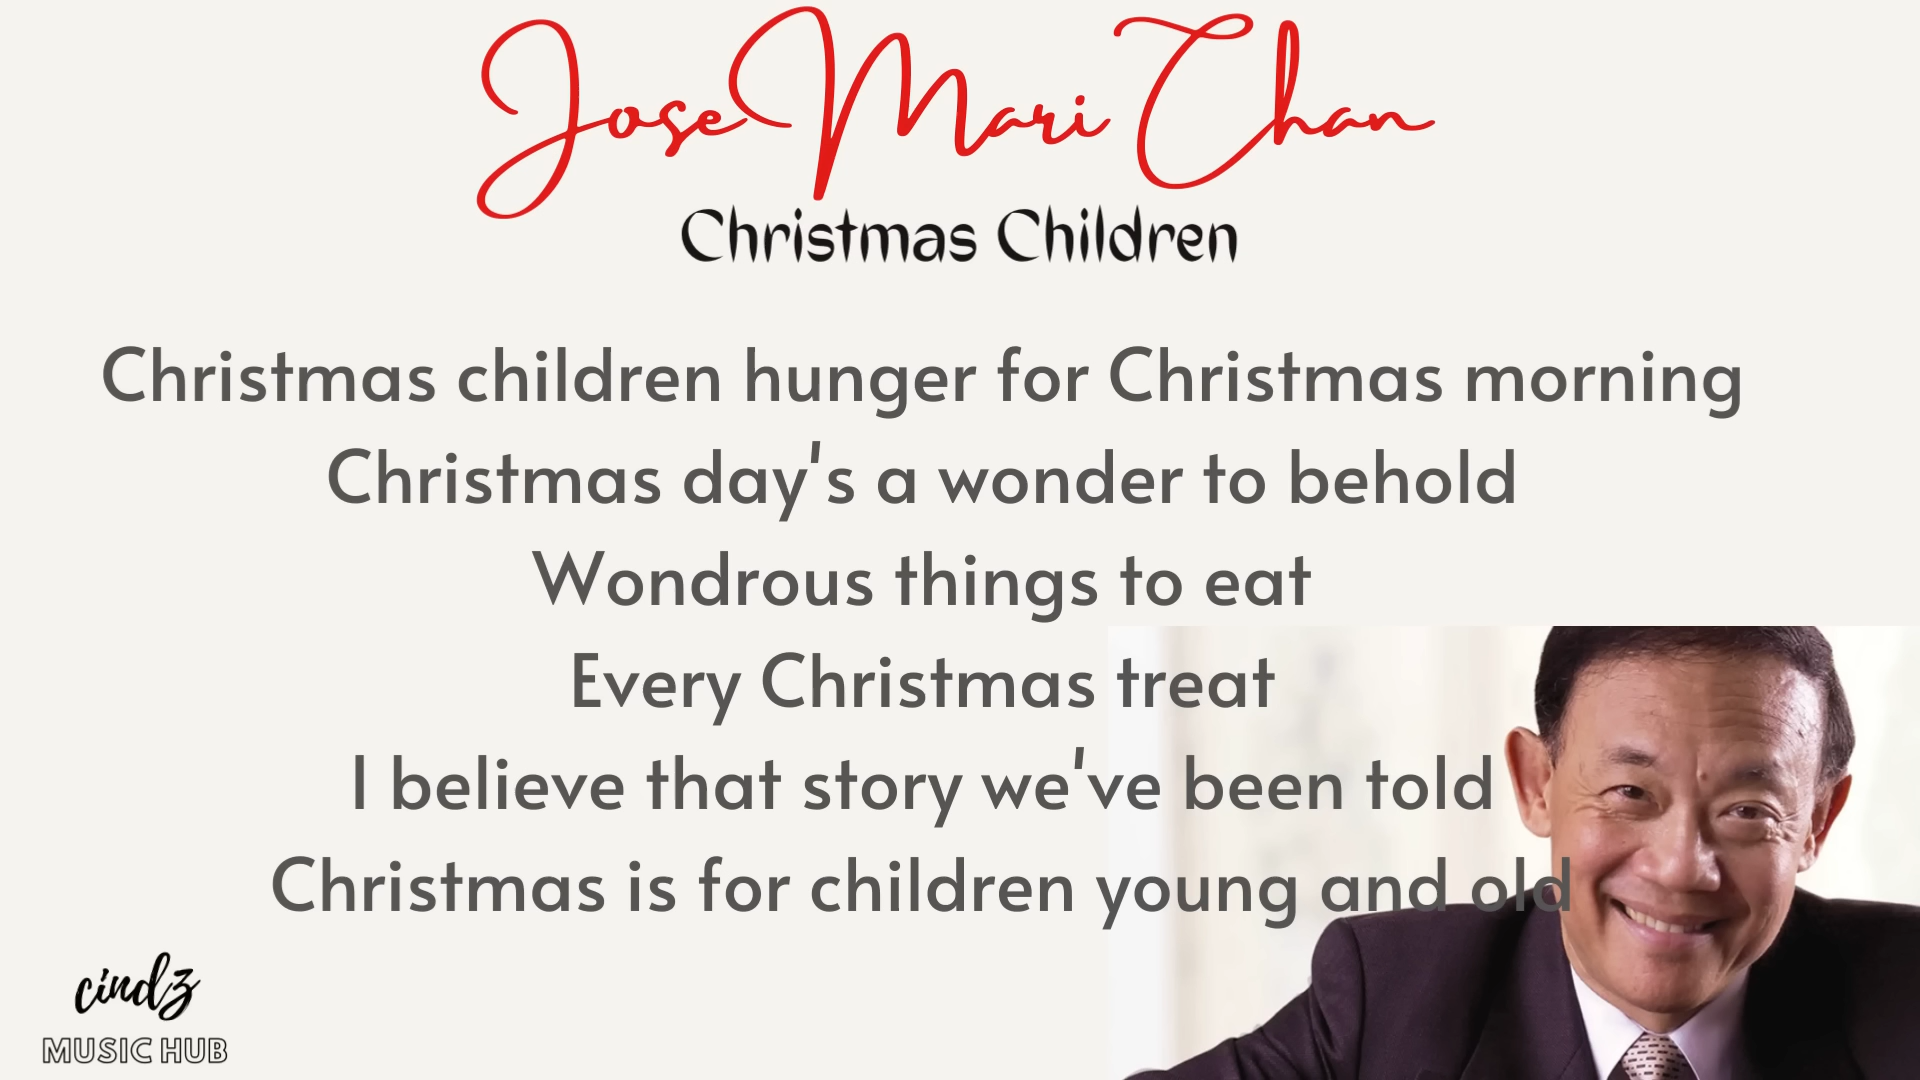 Jose Mari Chan
Christmas Children
Christmas children hunger for Christmas morning
Christmas day's a wonder to behold
Wondrous things to eat
Every Christmas treat
I believe that story we've been told
Christmas is for children young and old
cindz
MUSIC HUB